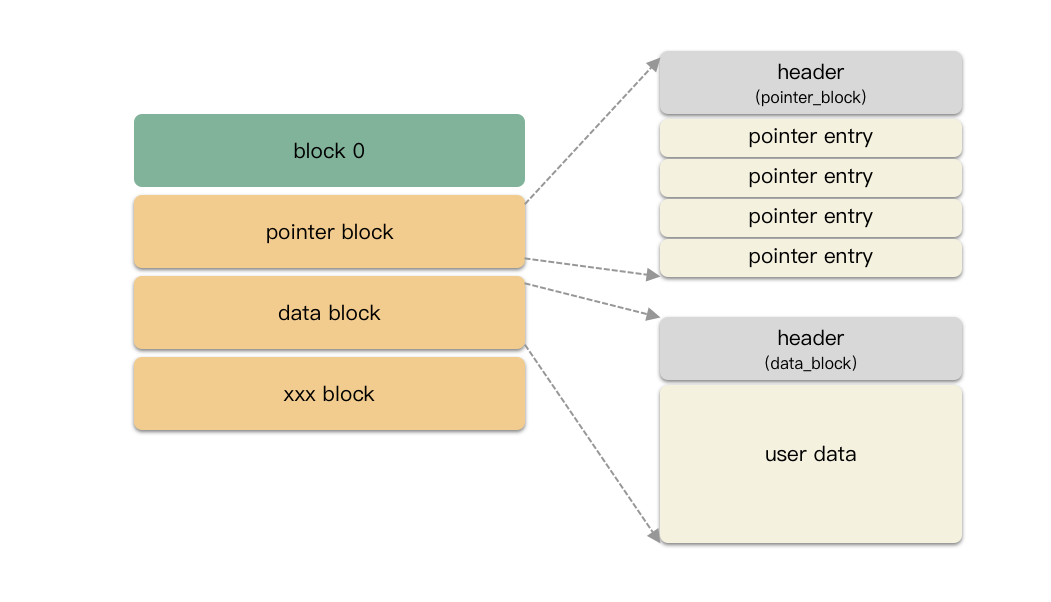 block 0
pointer block
data block
xxx block
header
(pointer_block)
pointer entry
pointer entry
pointer entry
pointer entry
header
(data_block)
user data